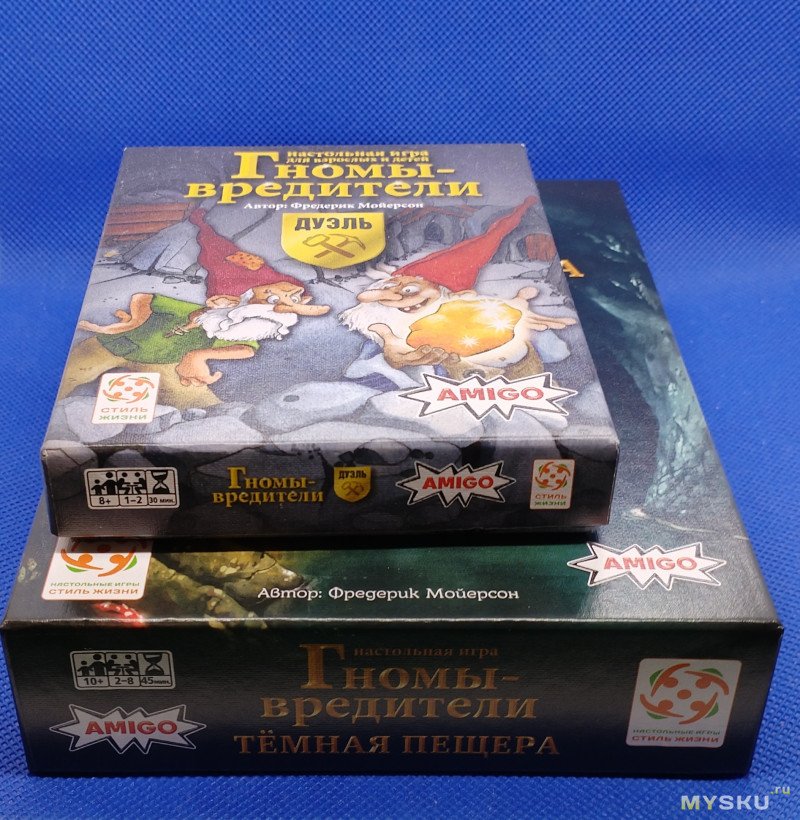 настольная игра
для взрослых и детей
Гномы-
вредители
Автор: Фредерик Мойерсон
ДУЭЛЬ
СТИЛЬ
ЖИЗНИ
AMIGO
8+ 1–2 30 мин.
Гномы-
вредители
ДУЭЛЬ
AMIGO
СТИЛЬ
ЖИЗНИ
А
НАСТОЛЬНЫЕ ИГРЫ
СТИЛЬ ЖИЗНИ
Автор: Фредерик Мойерсон
AMIGO
10+ 2–8 45 мин.
AMIGO
настольная игра
Гномы-
вредители
ТЁМНАЯ ПЕЩЕРА
НАСТОЛЬНЫЕ ИГРЫ
СТИЛЬ ЖИЗНИ
MYSKU.ru